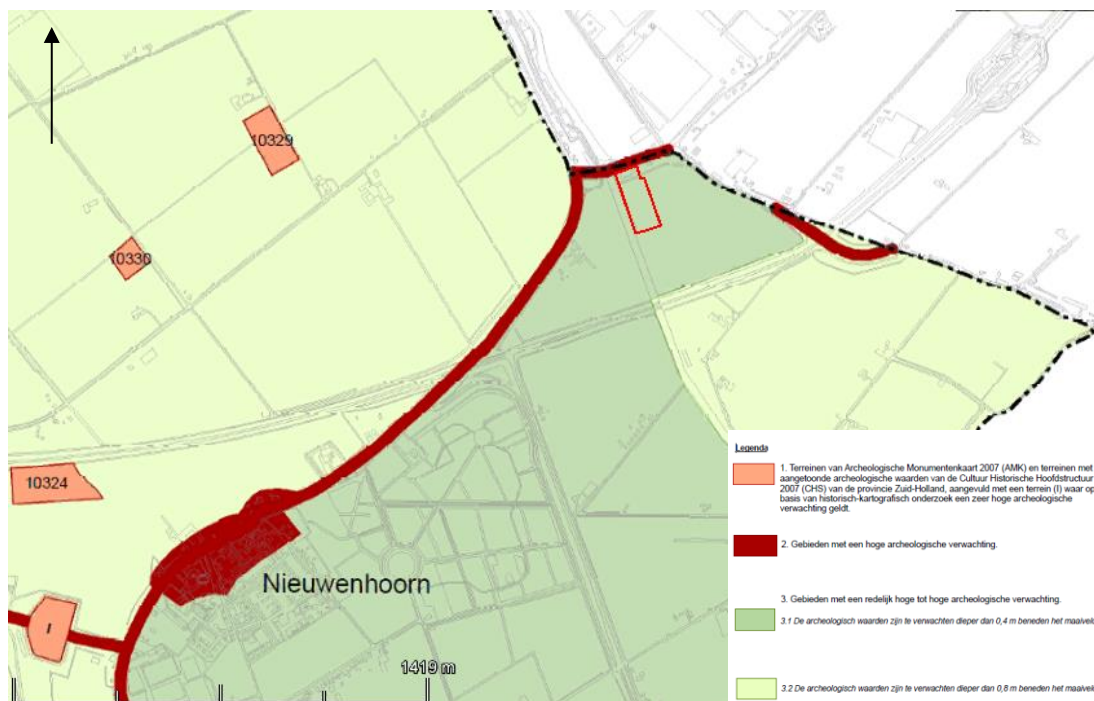 10329
10330
10324
Nieuwenhoorn
I
1419 m
Legenda
1. Terreinen van Archeologische Monumentenkaart 2007 (AMK) en terreinen met
aangetoonde archeologische waarden van de Cultuur Historische Hoofdstructuur
2007 (CHS) van de provincie Zuid-Holland, aangevuld met een terrein (I) waar op
basis van historisch-kartografisch onderzoek een zeer hoge archeologische
verwachting geldt.
2. Gebieden met een hoge archeologische verwachting.
3. Gebieden met een redelijk hoge tot hoge archeologische verwachting.
3.1 De archeologisch waarden zijn te verwachten dieper dan 0,4 m beneden het maaiveld
3.2 De archeologisch waarden zijn te verwachten dieper dan 0,8 m beneden het maaiveld